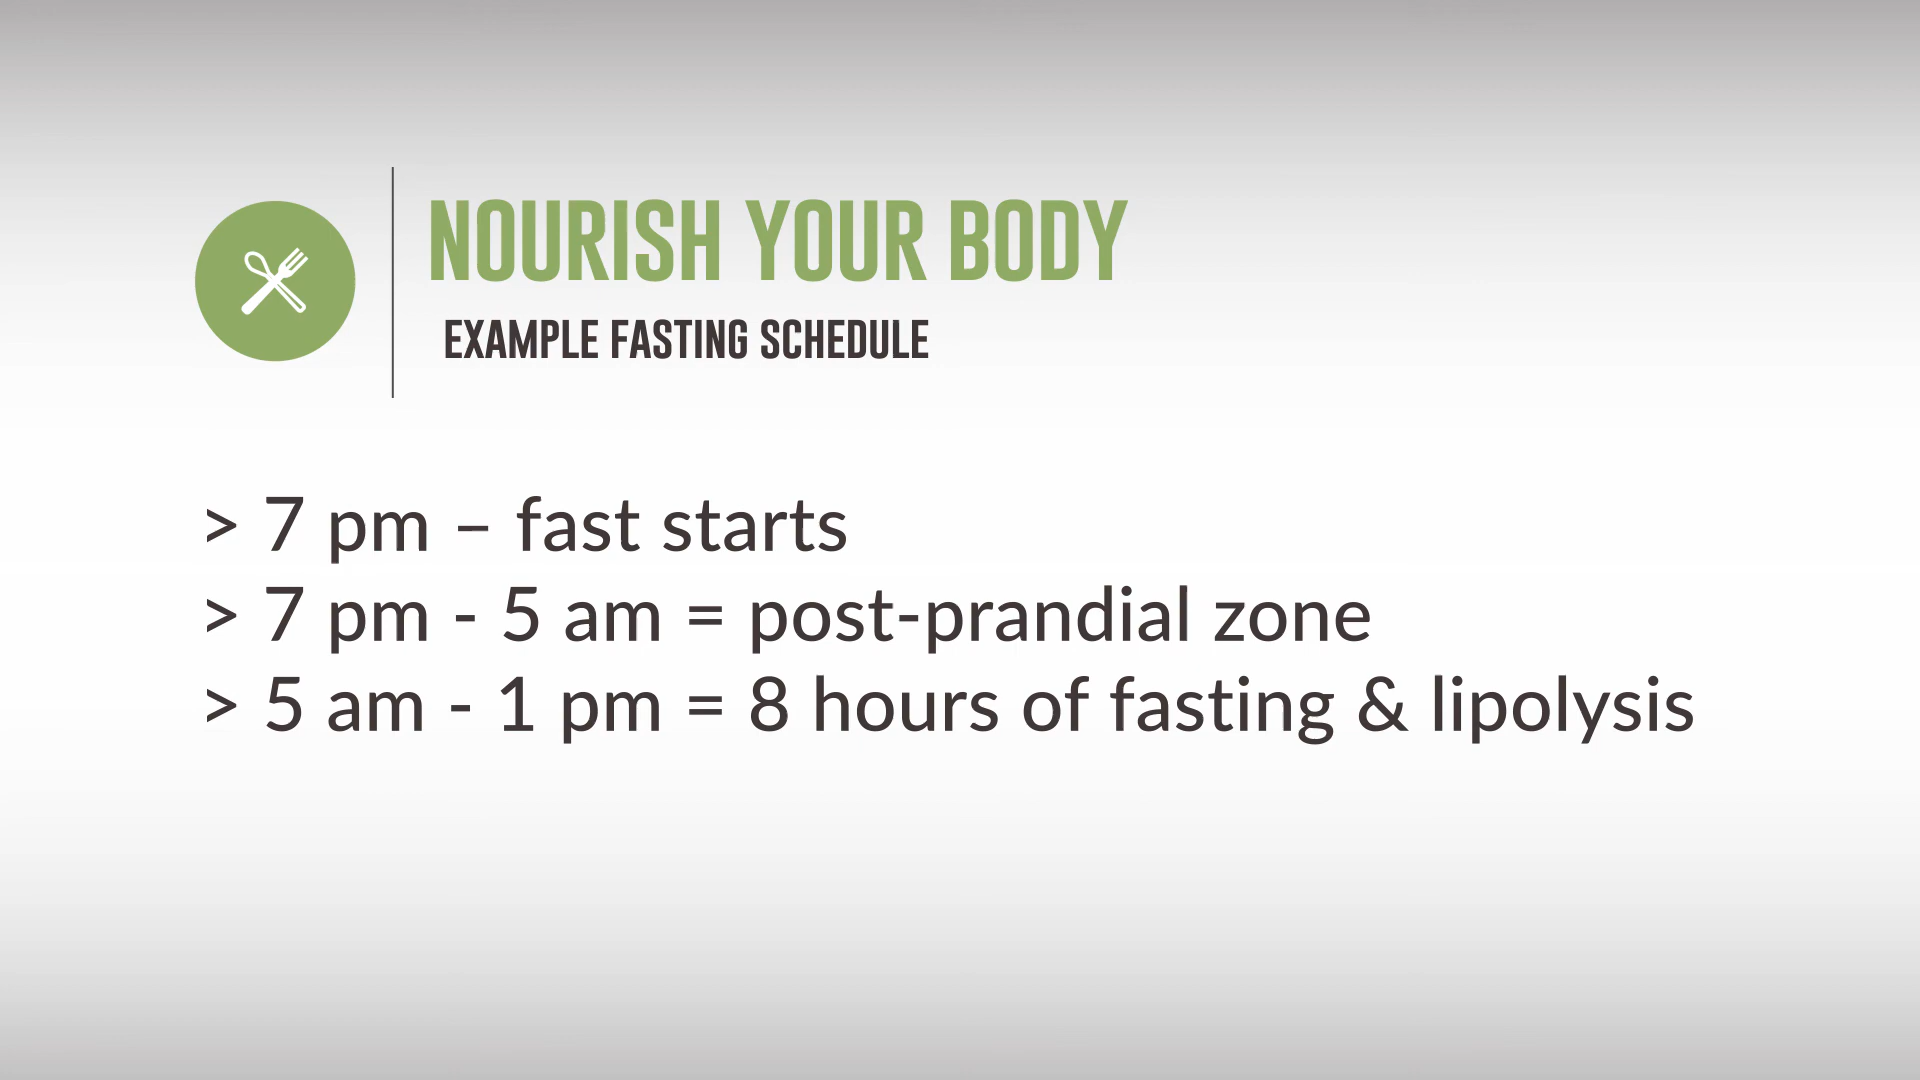 NOURISH YOUR BODY
EXAMPLE FASTING SCHEDULE
> 7 pm – fast starts
> 7 pm - 5 am = post-prandial zone
> 5 am - 1 pm = 8 hours of fasting & lipolysis